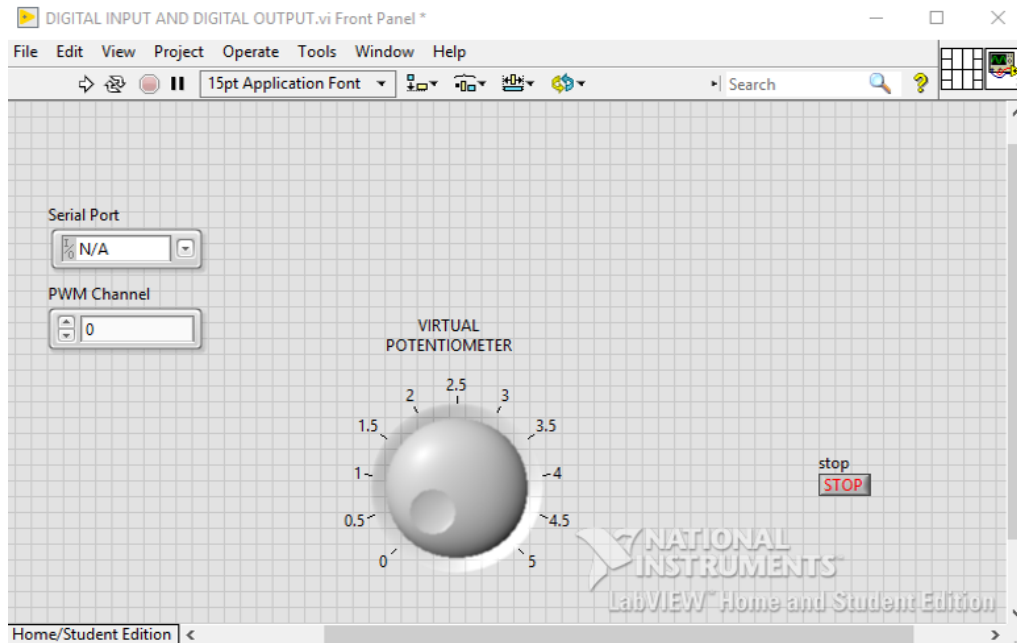 DIGITAL INPUT AND DIGITAL OUTPUT.vi Front Panel *
File Edit View Project Operate Tools Window Help
15pt Application Font
Search
Serial Port
N/A
PWM Channel
0
VIRTUAL
POTENTIOMETER
2.5
2 3
1.5 3.5
1 4
0.5 4.5
0 5
stop
STOP
NATIONAL
INSTRUMENTS™
LabVIEW™ Home and Student Edition
Home/Student Edition